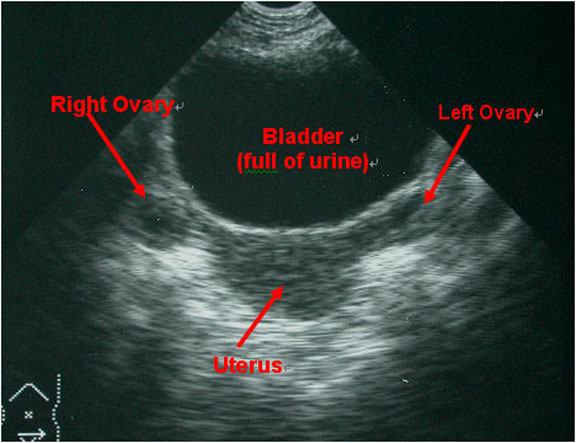 Right Ovary
Left Ovary
Bladder
(full of urine)
Uterus